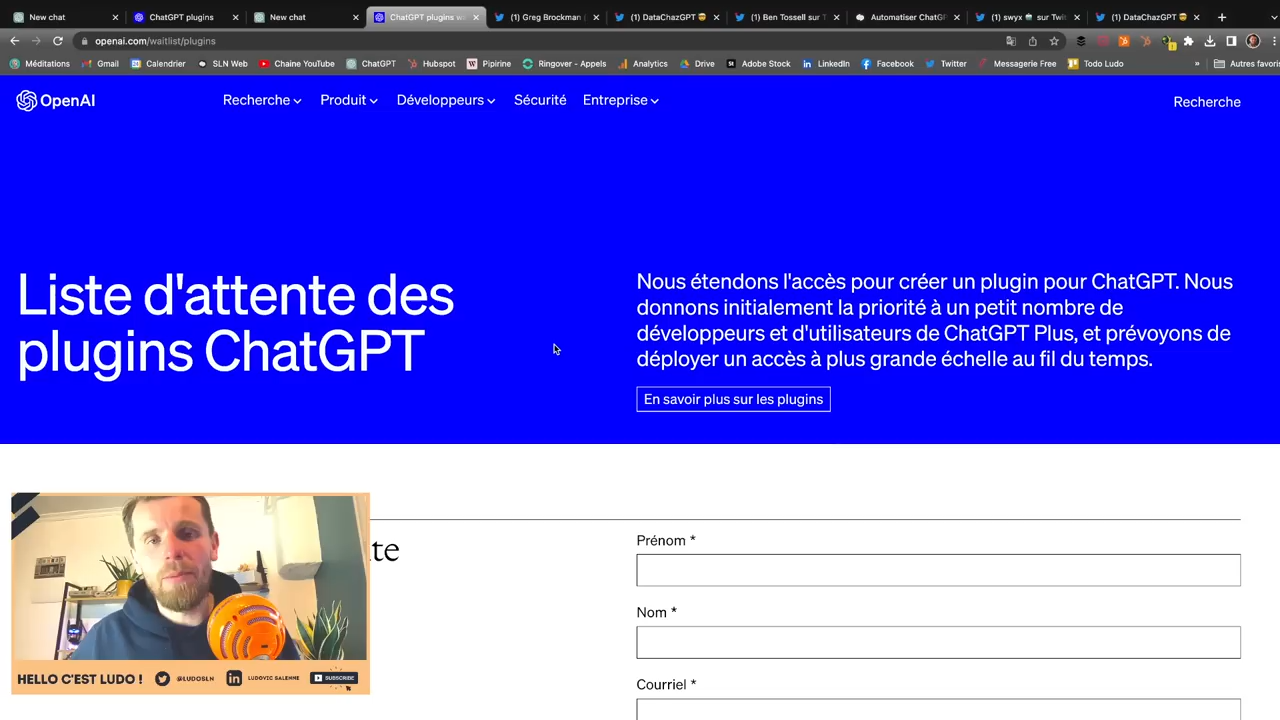 New chat
ChatGPT plugins
New chat
ChatGPT plugins wa
(1) Greg Brockman
(1) DataChazGPT 🤯
(1) Ben Tossell sur T
Automatiser ChatG
(1) swyx sur Twi
(1) DataChazGPT 🤯
openai.com/waitlist/plugins
Méditations
Gmail
Calendrier
SLN Web
Chaine YouTube
ChatGPT
Hubspot
Pipirine
Ringover - Appels
Analytics
Drive
Adobe Stock
LinkedIn
Facebook
Twitter
Messagerie Free
Todo Ludo
»
Autres favoris
OpenAI
Recherche
Produit
Développeurs
Sécurité
Entreprise
Recherche
Liste d'attente des
plugins ChatGPT
Nous étendons l'accès pour créer un plugin pour ChatGPT. Nous
donnons initialement la priorité à un petit nombre de
développeurs et d'utilisateurs de ChatGPT Plus, et prévoyons de
déployer un accès à plus grande échelle au fil du temps.
En savoir plus sur les plugins
te
Prénom *
Nom *
Courriel *
HELLO C'EST LUDO !
@LUDOSLN
LUDOVIC SALENNE
SUBSCRIBE